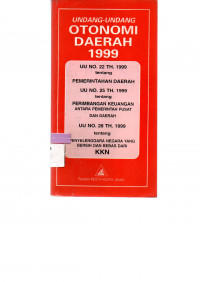 UNDANG-UNDANG
OTONOMI
DAERAH
1999
UU NO. 22 TH. 1999
tentang
PEMERINTAHAN DAERAH
UU NO. 25 TH. 1999
tentang
PERIMBANGAN KEUANGAN
ANTARA PEMERINTAH PUSAT
DAN DAERAH
UU NO. 28 TH. 1999
tentang
PENYELENGGARA NEGARA YANG
BERSIH DAN BEBAS DARI
KKN